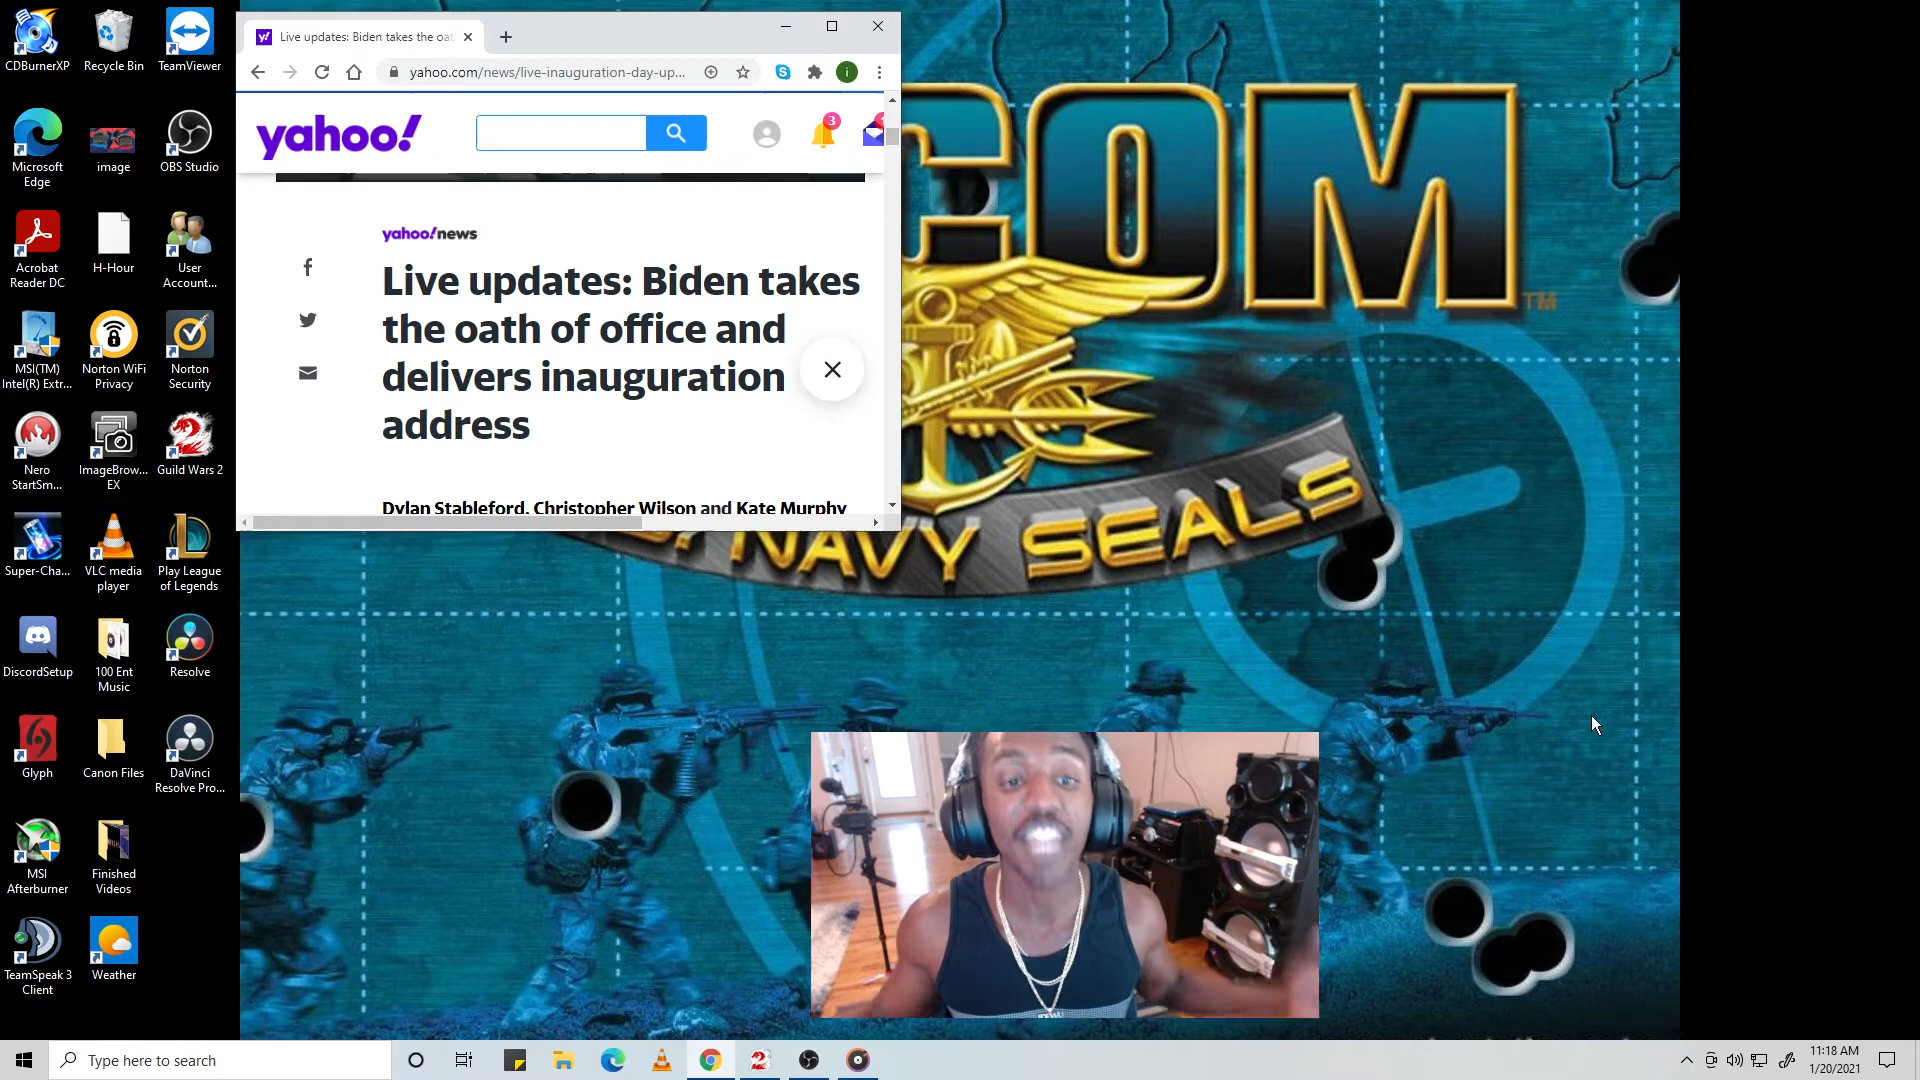 CDBurnerXP
Recycle Bin
TeamViewer
Microsoft
Edge
image
OBS Studio
Acrobat
Reader DC
H-Hour
User
Account...
MSI(TM)
Intel(R) Extr...
Norton WiFi
Privacy
Norton
Security
Nero
StartSm...
ImageBrow...
EX
Guild Wars 2
Super-Cha...
VLC media
player
Play League
of Legends
DiscordSetup
100 Ent
Music
Resolve
Glyph
Canon Files
DaVinci
Resolve Pro...
MSI
Afterburner
Finished
Videos
TeamSpeak 3
Client
Weather
Live updates: Biden takes the oat
yahoo.com/news/live-inauguration-day-up...
i
yahoo!
3
yahoo!news
Live updates: Biden takes
the oath of office and
delivers inauguration
address
Dylan Stableford, Christopher Wilson and Kate Murphy
COM
TM
NAVY SEALS
Type here to search
11:18 AM
1/20/2021